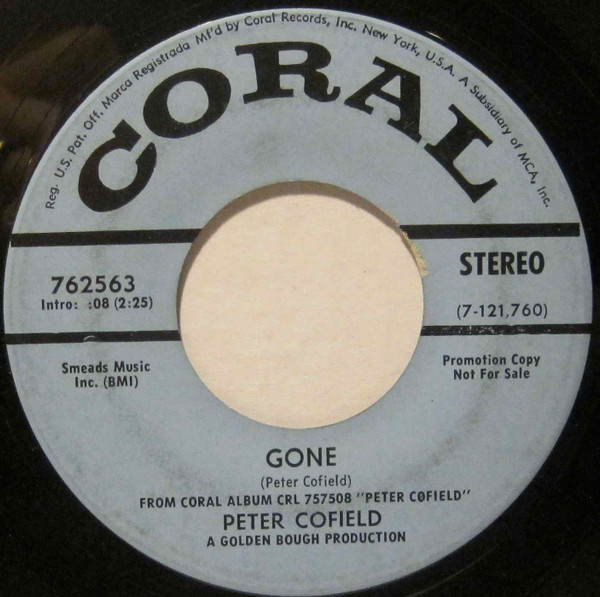 Reg. U.S. Pat. Off. Marca Registrada Mf'd by Coral Records, Inc. New York, U.S.A. A Subsidiary of MCA, Inc.
CORAL
762563
Intro: :08 (2:25)
STEREO
(7-121,760)
Smeads Music
Inc. (BMI)
Promotion Copy
Not For Sale
GONE
(Peter Cofield)
FROM CORAL ALBUM CRL 757508 "PETER COFIELD"
PETER COFIELD
A GOLDEN BOUGH PRODUCTION